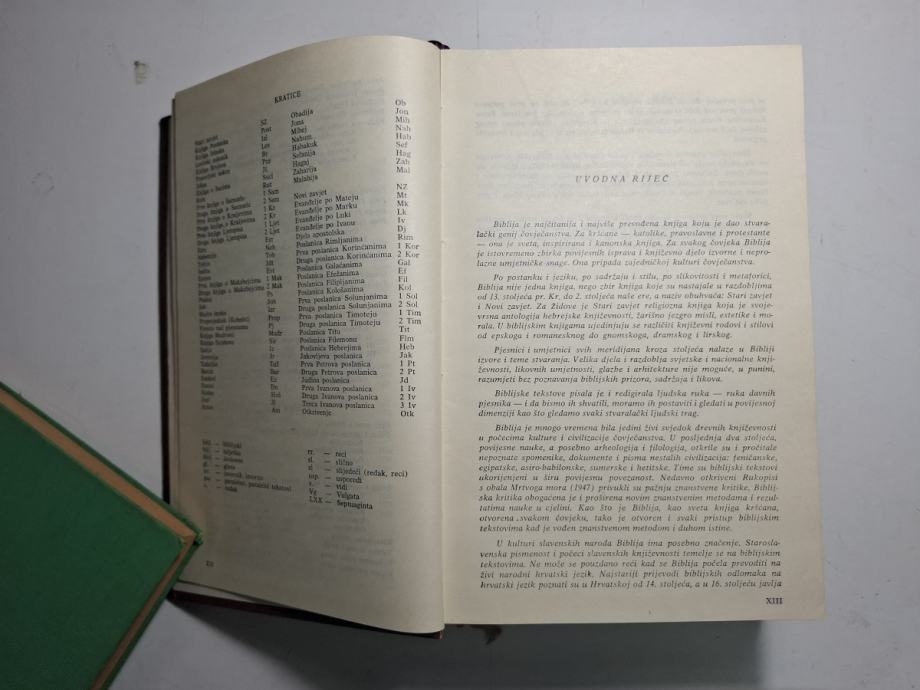 KRATICE
Ob
Obadija
Jon
Jona
Mih
Mihej
Nah
Nahum
Hab
Habakuk
Sef
Sefanija
Hag
Hagaj
Zah
Zaharija
Mal
Malahija
Novi zavjet NZ
Evanđelje po Mateju Mt
Evanđelje po Marku Mk
Evanđelje po Luki Lk
Evanđelje po Ivanu Iv
Djela apostolska Dj
Poslanica Rimljanima Rim
Prva poslanica Korinćanima 1 Kor
Druga poslanica Korinćanima 2 Kor
Poslanica Galaćanima Gal
Poslanica Efežanima Ef
Poslanica Filipljanima Fil
Poslanica Kološanima Kol
Prva poslanica Solunjanima 1 Sol
Druga poslanica Solunjanima 2 Sol
Prva poslanica Timoteju 1 Tim
Druga poslanica Timoteju 2 Tim
Poslanica Titu Tit
Poslanica Filemonu Flm
Poslanica Hebrejima Heb
Jakovljeva poslanica Jak
Prva Petrova poslanica 1 Pt
Druga Petrova poslanica 2 Pt
Judina poslanica Jd
Prva Ivanova poslanica 1 Iv
Druga Ivanova poslanica 2 Iv
Treća Ivanova poslanica 3 Iv
Otkrivenje Otk
rr. — reci
sl. — slično
sl — slijedeći (redak, reci)
usp. — usporedi
v. — vidi
Vg — Vulgata
LXX — Septuaginta
XII
UVODNA RIJEČ
Biblija je najčitanija i najviše prevođena knjiga koju je dao stvara-
lački genij čovječanstva. Za kršćane — katolike, pravoslavne i protestante
— ona je sveta, inspirirana i kanonska knjiga. Za svakog čovjeka Biblija
je istovremeno zbirka povijesnih isprava i književno djelo izvorne i nepro-
lazne umjetničke snage. Ona pripada zajedničkoj kulturi čovječanstva.
Po postanku i jeziku, po sadržaju i stilu, po slikovitosti i metaforici,
Biblija nije jedna knjiga, nego zbir knjiga koje su nastajale u razdobljima
od 13. stoljeća pr. Kr. do 2. stoljeća naše ere, a naziv obuhvaća: Stari zavjet
i Novi zavjet. Za Židove je Stari zavjet religiozna knjiga koja je svoje-
vrsna antologija hebrejske književnosti, žarišno jezgro misli, estetike i mo-
rala. U biblijskim knjigama ujedinjuju se različiti književni rodovi i stilovi
od epskoga i romanesknog do gnomskoga, dramskog i lirskog.
Pjesnici i umjetnici svih meridijana kroz stoljeća nalaze u Bibliji
izvore i teme stvaranja. Velika djela i razdoblja svjetske i nacionalne knji-
ževnosti, likovnih umjetnosti, glazbe i arhitekture nije moguće, u punini,
razumjeti bez poznavanja biblijskih prizora, sadržaja i likova.
Biblijske tekstove pisala je i redigirala ljudska ruka — ruka davnih
pjesnika — i da bismo ih shvatili, moramo ih postaviti i gledati u povijesnoj
dimenziji kao što gledamo svaki stvaralački ljudski trag.
Biblija je mnogo vremena bila jedini živi svjedok drevnih književnosti
u počecima kulture i civilizacije čovječanstva. U posljednja dva stoljeća,
povijesne nauke, a posebno arheologija i filologija, otkrile su i pročitale
nepoznate spomenike, dokumente i pisma nestalih civilizacija: feničanske,
egipatske, asiro-babilonske, sumerske i hetitske. Time su biblijski tekstovi
ukorijenjeni u širu povijesnu povezanost. Nedavno otkriveni Rukopisi
s obala Mrtvoga mora (1947) privukli su pažnju znanstvene kritike. Biblij-
ska kritika obogaćena je i proširena novim znanstvenim metodama i rezul-
tatima nauke u cjelini. Kao što je Biblija, kao sveta knjiga kršćana,
otvorena svakom čovjeku, tako je otvoren i svaki pristup biblijskim
tekstovima kad je vođen znanstvenom metodom i duhom istine.
U kulturi slavenskih naroda Biblija ima posebno značenje. Staroslavenska
pismenost i počeci slavenskih književnosti temelje se na biblijskim
tekstovima. Ne može se pouzdano reći kad se Biblija počela prevoditi na
živi narodni hrvatski jezik. Najstariji prijevodi biblijskih odlomaka na
hrvatski jezik poznati su u Hrvatskoj od 14. stoljeća, a u 16. stoljeću javlja
XIII